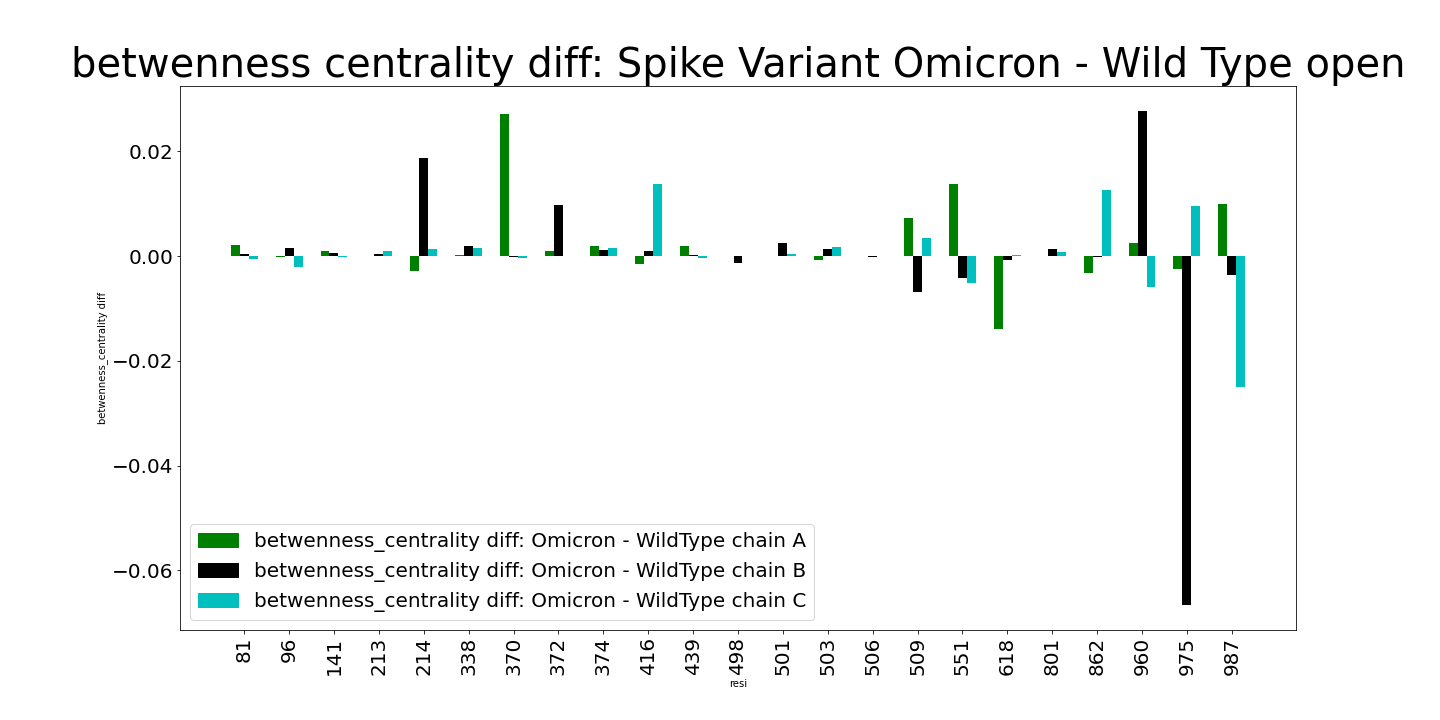 betwenness centrality diff: Spike Variant Omicron - Wild Type open
0.02
0.00
−0.02
−0.04
−0.06
betwenness_centrality diff
betwenness_centrality diff: Omicron - WildType chain A
betwenness_centrality diff: Omicron - WildType chain B
betwenness_centrality diff: Omicron - WildType chain C
81 96 141 213 214 338 370 372 374 416 439 498 501 503 506 509 551 618 801 862 960 975 987
resi